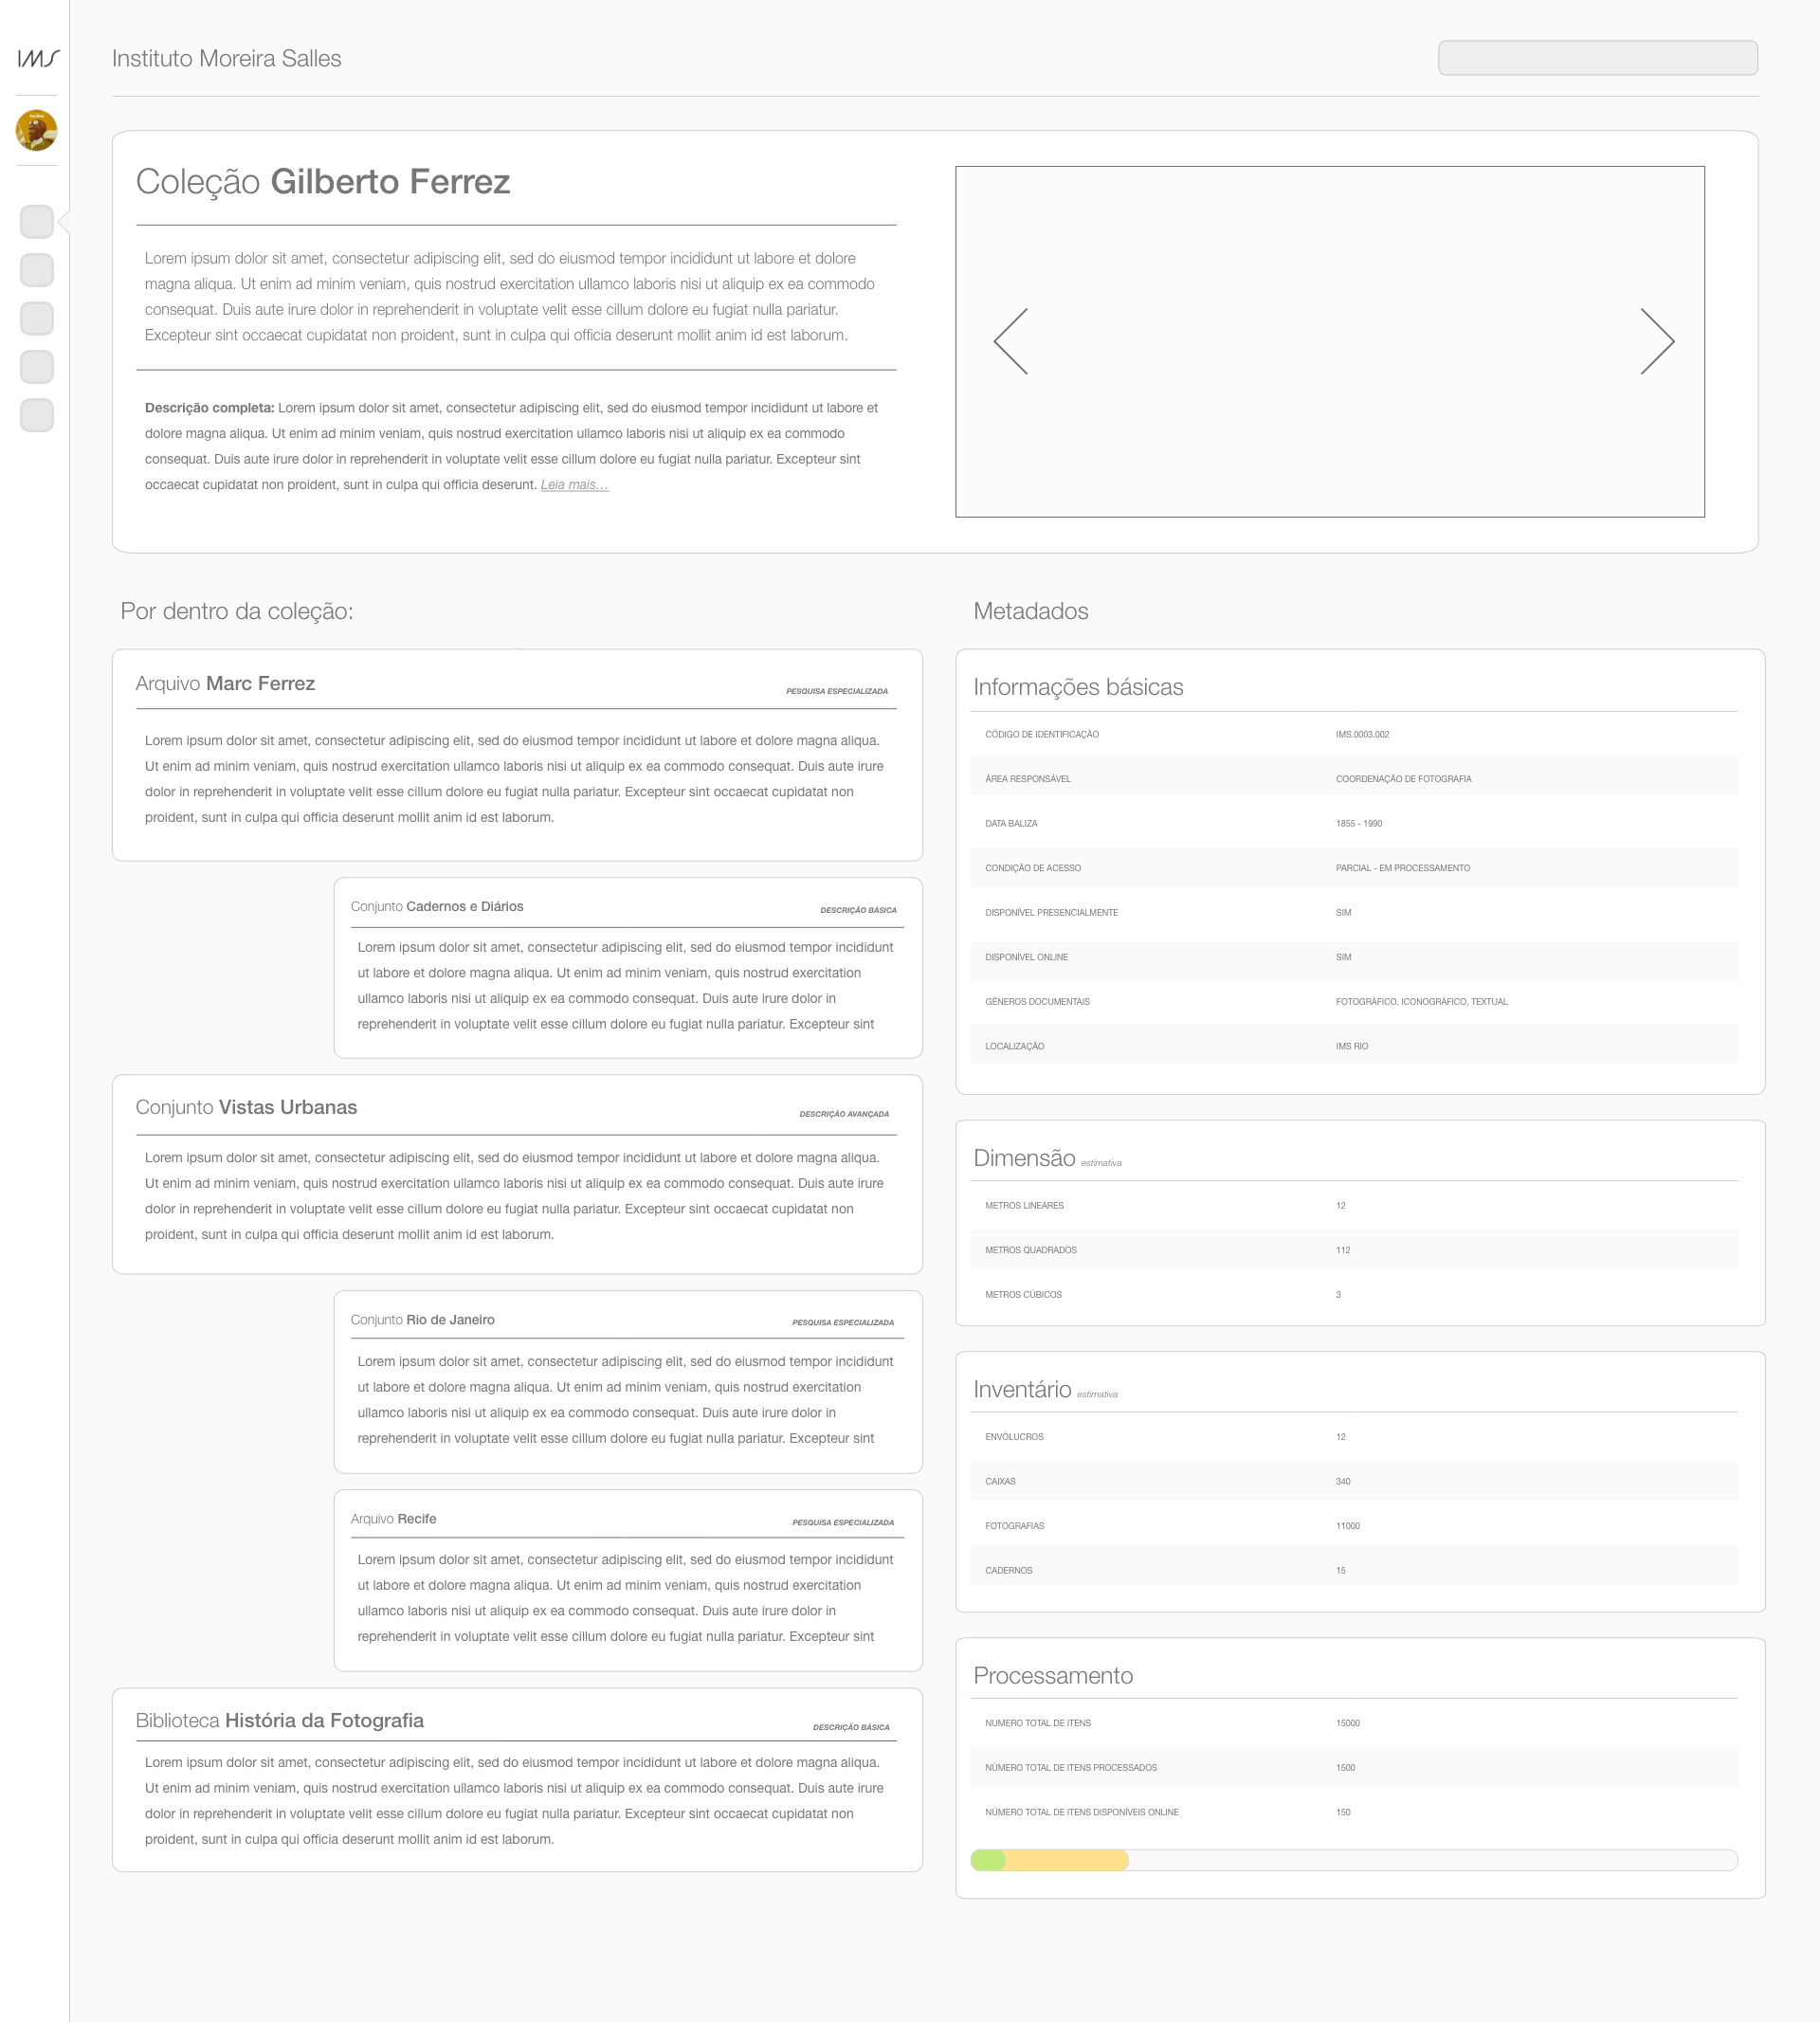 IMS
Instituto Moreira Salles
Coleção Gilberto Ferrez
Lorem ipsum dolor sit amet, consectetur adipiscing elit, sed do eiusmod tempor incididunt ut labore et dolore
magna aliqua. Ut enim ad minim veniam, quis nostrud exercitation ullamco laboris nisi ut aliquip ex ea commodo
consequat. Duis aute irure dolor in reprehenderit in voluptate velit esse cillum dolore eu fugiat nulla pariatur.
Excepteur sint occaecat cupidatat non proident, sunt in culpa qui officia deserunt mollit anim id est laborum.
Descrição completa: Lorem ipsum dolor sit amet, consectetur adipiscing elit, sed do eiusmod tempor incididunt ut labore et
dolore magna aliqua. Ut enim ad minim veniam, quis nostrud exercitation ullamco laboris nisi ut aliquip ex ea commodo
consequat. Duis aute irure dolor in reprehenderit in voluptate velit esse cillum dolore eu fugiat nulla pariatur. Excepteur sint
occaecat cupidatat non proident, sunt in culpa qui officia deserunt. Leia mais…
Por dentro da coleção:
Arquivo Marc Ferrez
PESQUISA ESPECIALIZADA
Lorem ipsum dolor sit amet, consectetur adipiscing elit, sed do eiusmod tempor incididunt ut labore et dolore magna aliqua.
Ut enim ad minim veniam, quis nostrud exercitation ullamco laboris nisi ut aliquip ex ea commodo consequat. Duis aute irure
dolor in reprehenderit in voluptate velit esse cillum dolore eu fugiat nulla pariatur. Excepteur sint occaecat cupidatat non
proident, sunt in culpa qui officia deserunt mollit anim id est laborum.
Conjunto Cadernos e Diários
DESCRIÇÃO BÁSICA
Lorem ipsum dolor sit amet, consectetur adipiscing elit, sed do eiusmod tempor incididunt
ut labore et dolore magna aliqua. Ut enim ad minim veniam, quis nostrud exercitation
ullamco laboris nisi ut aliquip ex ea commodo consequat. Duis aute irure dolor in
reprehenderit in voluptate velit esse cillum dolore eu fugiat nulla pariatur. Excepteur sint
Conjunto Vistas Urbanas
DESCRIÇÃO AVANÇADA
Lorem ipsum dolor sit amet, consectetur adipiscing elit, sed do eiusmod tempor incididunt ut labore et dolore magna aliqua.
Ut enim ad minim veniam, quis nostrud exercitation ullamco laboris nisi ut aliquip ex ea commodo consequat. Duis aute irure
dolor in reprehenderit in voluptate velit esse cillum dolore eu fugiat nulla pariatur. Excepteur sint occaecat cupidatat non
proident, sunt in culpa qui officia deserunt mollit anim id est laborum.
Conjunto Rio de Janeiro
PESQUISA ESPECIALIZADA
Lorem ipsum dolor sit amet, consectetur adipiscing elit, sed do eiusmod tempor incididunt
ut labore et dolore magna aliqua. Ut enim ad minim veniam, quis nostrud exercitation
ullamco laboris nisi ut aliquip ex ea commodo consequat. Duis aute irure dolor in
reprehenderit in voluptate velit esse cillum dolore eu fugiat nulla pariatur. Excepteur sint
Arquivo Recife
PESQUISA ESPECIALIZADA
Lorem ipsum dolor sit amet, consectetur adipiscing elit, sed do eiusmod tempor incididunt
ut labore et dolore magna aliqua. Ut enim ad minim veniam, quis nostrud exercitation
ullamco laboris nisi ut aliquip ex ea commodo consequat. Duis aute irure dolor in
reprehenderit in voluptate velit esse cillum dolore eu fugiat nulla pariatur. Excepteur sint
Biblioteca História da Fotografia
DESCRIÇÃO BÁSICA
Lorem ipsum dolor sit amet, consectetur adipiscing elit, sed do eiusmod tempor incididunt ut labore et dolore magna aliqua.
Ut enim ad minim veniam, quis nostrud exercitation ullamco laboris nisi ut aliquip ex ea commodo consequat. Duis aute irure
dolor in reprehenderit in voluptate velit esse cillum dolore eu fugiat nulla pariatur. Excepteur sint occaecat cupidatat non
proident, sunt in culpa qui officia deserunt mollit anim id est laborum.
Metadados
Informações básicas
CÓDIGO DE IDENTIFICAÇÃO IMS.0003.002
ÁREA RESPONSÁVEL COORDENAÇÃO DE FOTOGRAFIA
DATA BALIZA 1855 - 1990
CONDIÇÃO DE ACESSO PARCIAL - EM PROCESSAMENTO
DISPONÍVEL PRESENCIALMENTE SIM
DISPONÍVEL ONLINE SIM
GÊNEROS DOCUMENTAIS FOTOGRÁFICO, ICONOGRÁFICO, TEXTUAL
LOCALIZAÇÃO IMS RIO
Dimensão estimativa
METROS LINEARES 12
METROS QUADRADOS 112
METROS CÚBICOS 3
Inventário estimativa
ENVÓLUCROS 12
CAIXAS 340
FOTOGRAFIAS 11000
CADERNOS 15
Processamento
NUMERO TOTAL DE ITENS 15000
NÚMERO TOTAL DE ITENS PROCESSADOS 1500
NÚMERO TOTAL DE ITENS DISPONÍVEIS ONLINE 150